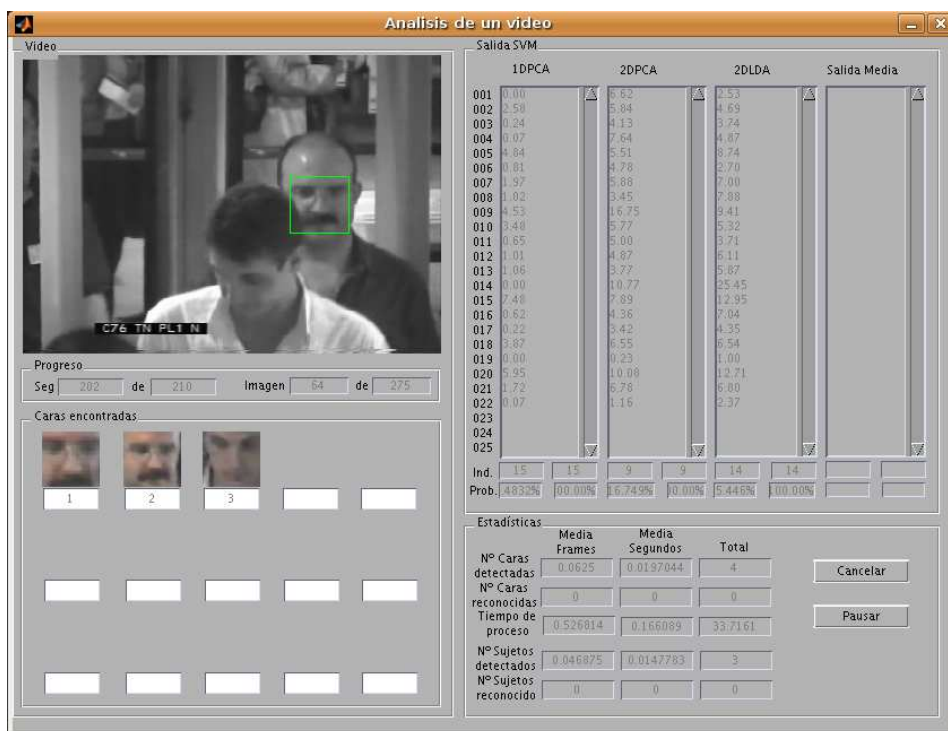 Analisis de un video
Video
C76 TN PL1 N
Progreso
Seg 202 de 210 Imagen 64 de 275
Caras encontradas
1 2 3
Salida SVM
1DPCA 2DPCA 2DLDA Salida Media
001 0.00 6.62 2.53
002 2.58 5.84 4.69
003 0.24 4.13 3.74
004 0.07 7.64 4.87
005 4.84 5.51 8.74
006 0.81 4.78 2.70
007 1.97 5.88 7.00
008 1.02 3.45 7.08
009 4.53 16.75 9.41
010 3.48 5.77 5.32
011 0.65 5.00 3.71
012 1.01 4.87 6.11
013 1.06 3.77 5.87
014 0.00 10.77 25.45
015 7.48 7.89 12.95
016 0.62 4.36 7.04
017 0.22 3.42 4.35
018 3.87 6.55 6.54
019 0.00 0.23 1.00
020 5.95 10.08 12.71
021 1.72 6.78 6.80
022 0.07 1.16 2.37
023
024
025
Ind. 15 15 9 9 14 14
Prob. .4832% 00.00% 16.749% 0.00% 5.446% 100.00%
Estadísticas
Media Frames Media Segundos Total
Nº Caras detectadas 0.0625 0.0197044 4
Nº Caras reconocidas 0 0 0
Tiempo de proceso 0.526814 0.166089 33.7161
Nº Sujetos detectados 0.046875 0.0147783 3
Nº Sujetos reconocido 0 0 0
Cancelar
Pausar